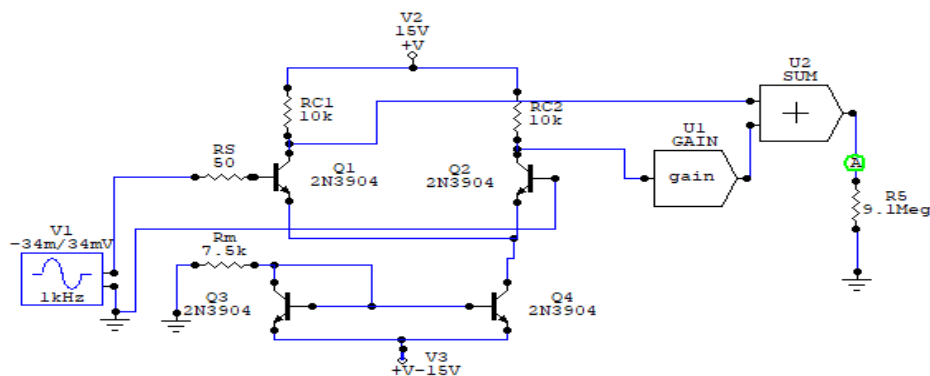 V2
15V
+V
RC1
10k
RC2
10k
U2
SUM
U1
GAIN
gain
RS
50
Q1
2N3904
Q2
2N3904
A
R5
9.1Meg
V1
-34m/34mV
1kHz
Rm
7.5k
Q3
2N3904
Q4
2N3904
V3
+V-15V